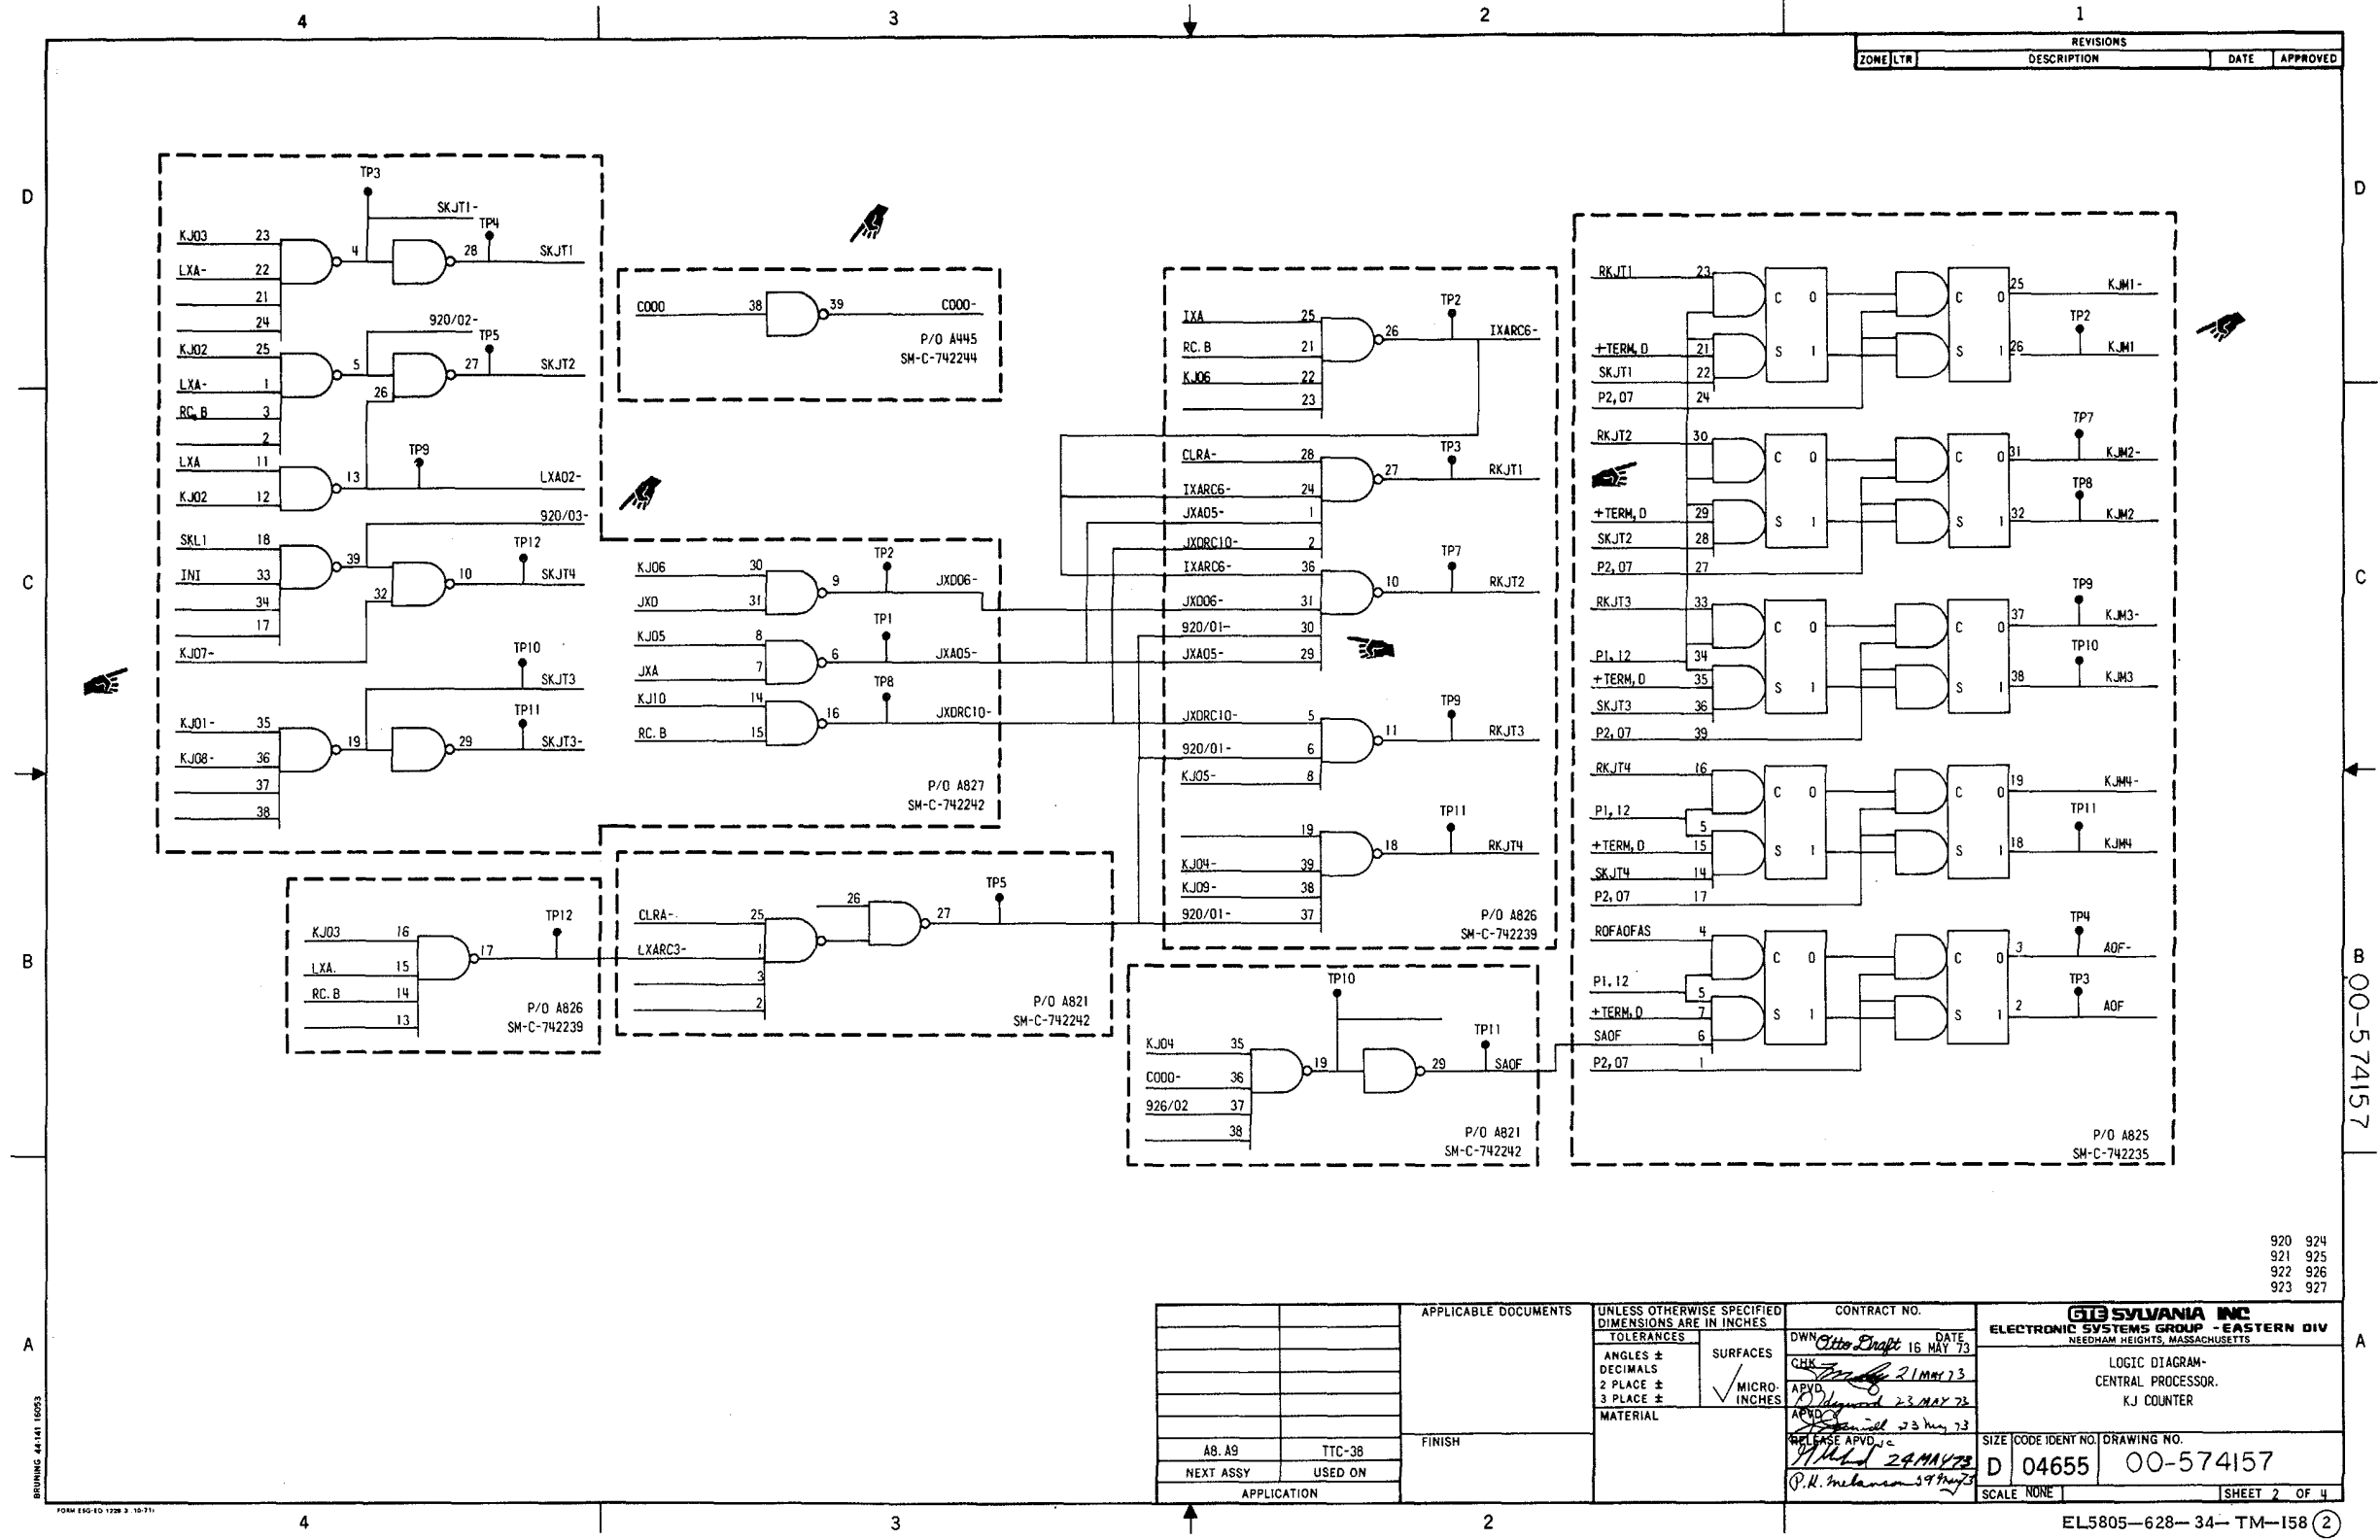 4 3 2 1
REVISIONS
ZONE LTR DESCRIPTION DATE APPROVED
D
D
TP3
SKJT1-
TP4
KJ03 23
4
28 SKJT1
LXA- 22
21
24
920/02-
TP5
KJ02 25
5
27 SKJT2
LXA- 1
26
RC.B 3
2
TP9
LXA 11
13
LXA02-
KJ02 12
920/03-
SKL1 18
TP12
39
INI 33
10 SKJT4
34
32
17
KJ07-
TP10
SKJT3
TP11
KJ01- 35
19
29 SKJT3-
KJ08- 36
37
38
C000 38
39 C000-
P/O A445
SM-C-742244
KJ06 30
TP2
9 JXD06-
JXD 31
TP1
KJ05 8
6 JXA05-
JXA 7
TP8
KJ10 14
16 JXDRC10-
RC.B 15
P/O A827
SM-C-742242
KJ03 16
TP12
17
LXA. 15
RC.B 14
13
P/O A826
SM-C-742239
CLRA- 25
26
TP5
27
LXARC3- 1
3
2
P/O A821
SM-C-742242
IXA 25
TP2
26 IXARC6-
RC.B 21
KJ06 22
23
CLRA- 28
TP3
27 RKJT1
IXARC6- 24
JXA05- 1
JXDRC10- 2
IXARC6- 36
TP7
10 RKJT2
JXD06- 31
920/01- 30
JXA05- 29
JXDRC10- 5
TP9
11 RKJT3
920/01- 6
KJ05- 8
19
TP11
18 RKJT4
KJ04- 39
KJ09- 38
920/01- 37
P/O A826
SM-C-742239
TP10
TP11
KJ04 35
19
29 SAOF
C000- 36
926/02 37
38
P/O A821
SM-C-742242
RKJT1 23
C 0 C 0
25 KJM1-
TP2
+TERM,D 21
S 1 S 1
26 KJM1
SKJT1 22
P2,07 24
RKJT2 30
TP7
C 0 C 0
31 KJM2-
TP8
+TERM,D 29
S 1 S 1
32 KJM2
SKJT2 28
P2,07 27
RKJT3 33
TP9
C 0 C 0
37 KJM3-
P1,12 34
TP10
+TERM,D 35
S 1 S 1
38 KJM3
SKJT3 36
P2,07 39
RKJT4 16
C 0 C 0
19 KJM4-
P1,12
5
TP11
+TERM,D 15
S 1 S 1
18 KJM4
SKJT4 14
P2,07 17
ROFAOFAS 4
TP4
C 0 C 0
3 AOF-
P1,12
5
TP3
+TERM,D 7
S 1 S 1
2 AOF
SAOF 6
P2,07 1
P/O A825
SM-C-742235
C
C
B
B
00-574157
A
A
920 924
921 925
922 926
923 927
A8.A9 TTC-38
NEXT ASSY USED ON
APPLICATION
APPLICABLE DOCUMENTS
FINISH
UNLESS OTHERWISE SPECIFIED
DIMENSIONS ARE IN INCHES
TOLERANCES
ANGLES ±
DECIMALS
2 PLACE ±
3 PLACE ±
SURFACES
MICRO-
INCHES
MATERIAL
CONTRACT NO.
DWN Otto Draft DATE 16 MAY 73
CHK 21 MAY 73
APVD 23 MAY 73
APVD 23 May 73
RELEASE APVD 24 MAY 73
P.H. Melanson
GTE SYLVANIA INC
ELECTRONIC SYSTEMS GROUP - EASTERN DIV
NEEDHAM HEIGHTS, MASSACHUSETTS
LOGIC DIAGRAM-
CENTRAL PROCESSOR.
KJ COUNTER
SIZE CODE IDENT NO. DRAWING NO.
D 04655 00-574157
SCALE NONE SHEET 2 OF 4
BRUNING 44-141 16053
FORM ESG-ED
4 3 2
EL5805-628-34-TM-158 2